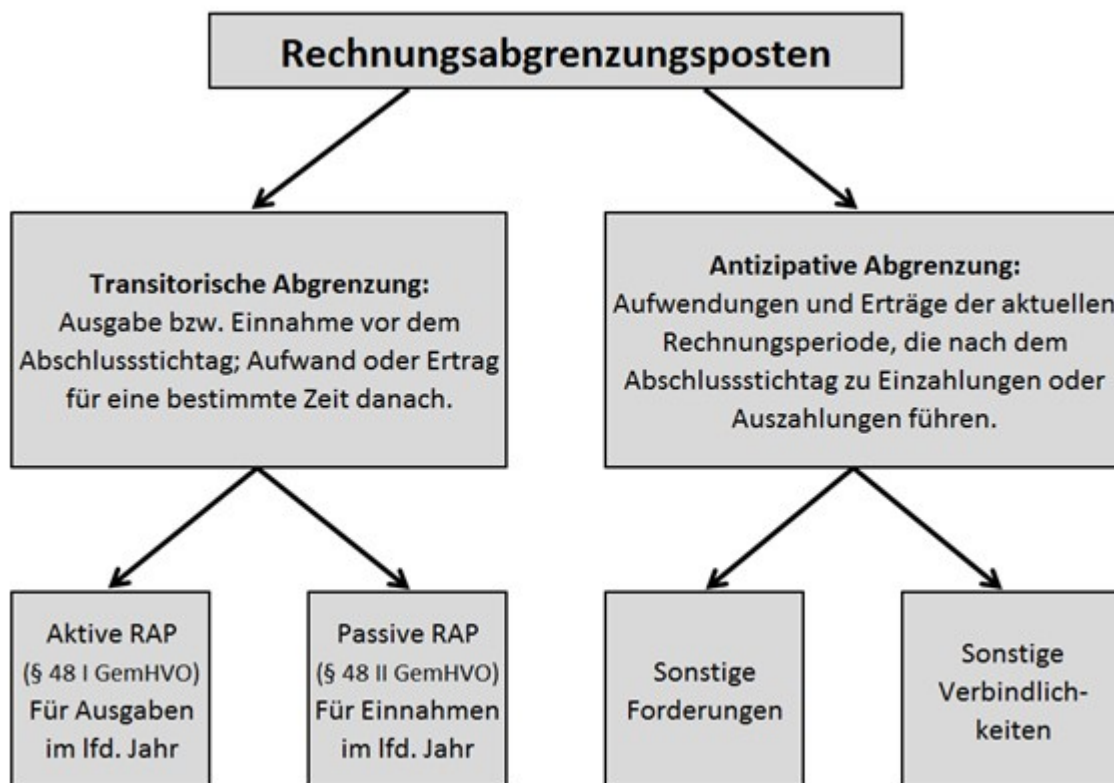 Rechnungsabgrenzungsposten
Transitorische Abgrenzung:
Ausgabe bzw. Einnahme vor dem
Abschlussstichtag; Aufwand oder Ertrag
für eine bestimmte Zeit danach.
Antizipative Abgrenzung:
Aufwendungen und Erträge der aktuellen
Rechnungsperiode, die nach dem
Abschlussstichtag zu Einzahlungen oder
Auszahlungen führen.
Aktive RAP
(§ 48 I GemHVO)
Für Ausgaben
im lfd. Jahr
Passive RAP
(§ 48 II GemHVO)
Für Einnahmen
im lfd. Jahr
Sonstige
Forderungen
Sonstige
Verbindlich-
keiten